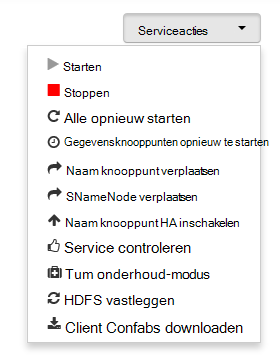 Serviceacties
Starten
Stoppen
Alle opnieuw starten
Gegevensknooppunten opnieuw te starten
Naam knooppunt verplaatsen
SNameNode verplaatsen
Naam knooppunt HA inschakelen
Service controleren
Tum onderhoud-modus
HDFS vastleggen
Client Confabs downloaden